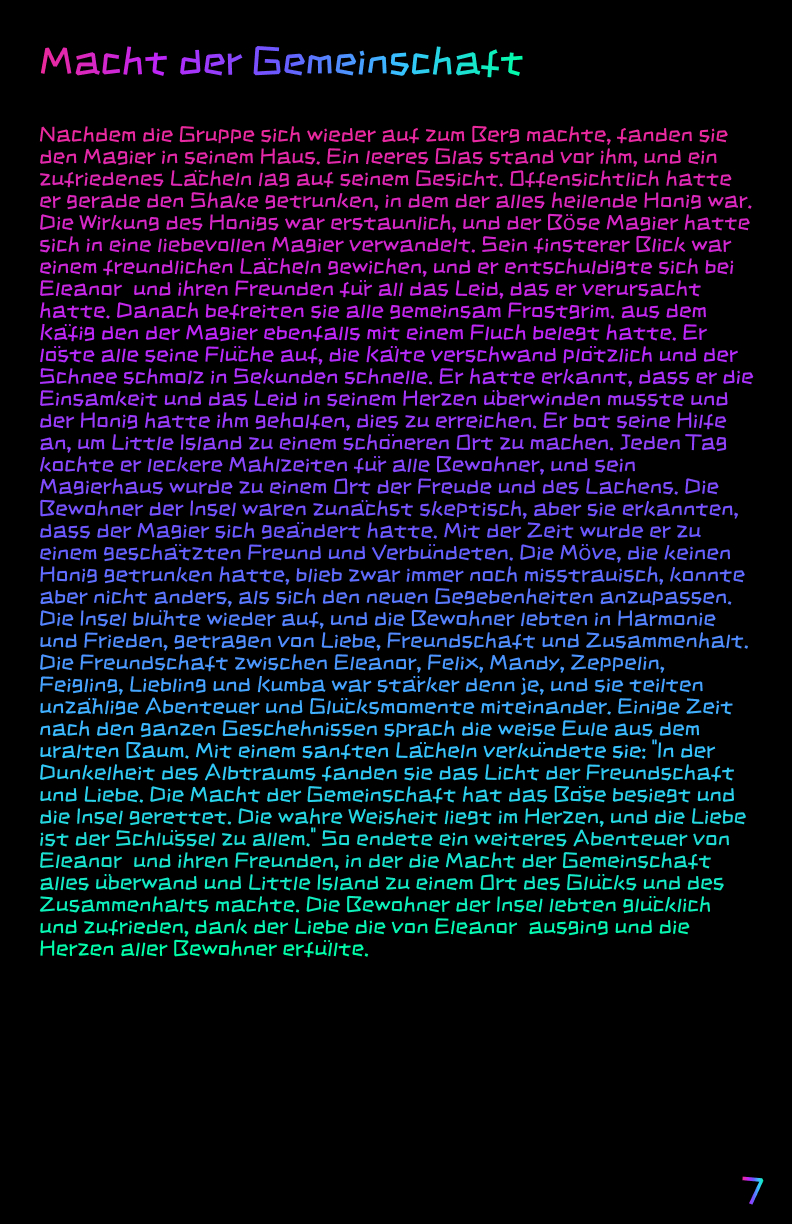 Macht der Gemeinschaft
Nachdem die Gruppe sich wieder auf zum Berg machte, fanden sie
den Magier in seinem Haus. Ein leeres Glas stand vor ihm, und ein
zufriedenes Lächeln lag auf seinem Gesicht. Offensichtlich hatte
er gerade den Shake getrunken, in dem der alles heilende Honig war.
Die Wirkung des Honigs war erstaunlich, und der Böse Magier hatte
sich in eine liebevollen Magier verwandelt. Sein finsterer Blick war
einem freundlichen Lächeln gewichen, und er entschuldigte sich bei
Eleanor  und ihren Freunden für all das Leid, das er verursacht
hatte. Danach befreiten sie alle gemeinsam Frostgrim. aus dem
Käfig den der Magier ebenfalls mit einem Fluch belegt hatte. Er
löste alle seine Flüche auf, die Kälte verschwand plötzlich und der
Schnee schmolz in Sekunden schnelle. Er hatte erkannt, dass er die
Einsamkeit und das Leid in seinem Herzen überwinden musste und
der Honig hatte ihm geholfen, dies zu erreichen. Er bot seine Hilfe
an, um Little Island zu einem schöneren Ort zu machen. Jeden Tag
kochte er leckere Mahlzeiten für alle Bewohner, und sein
Magierhaus wurde zu einem Ort der Freude und des Lachens. Die
Bewohner der Insel waren zunächst skeptisch, aber sie erkannten,
dass der Magier sich geändert hatte. Mit der Zeit wurde er zu
einem geschätzten Freund und Verbündeten. Die Möve, die keinen
Honig getrunken hatte, blieb zwar immer noch misstrauisch, konnte
aber nicht anders, als sich den neuen Gegebenheiten anzupassen.
Die Insel blühte wieder auf, und die Bewohner lebten in Harmonie
und Frieden, getragen von Liebe, Freundschaft und Zusammenhalt.
Die Freundschaft zwischen Eleanor, Felix, Mandy, Zeppelin,
Feigling, Liebling und Kumba war stärker denn je, und sie teilten
unzählige Abenteuer und Glücksmomente miteinander. Einige Zeit
nach den ganzen Geschehnissen sprach die weise Eule aus dem
uralten Baum. Mit einem sanften Lächeln verkündete sie: "In der
Dunkelheit des Albtraums fanden sie das Licht der Freundschaft
und Liebe. Die Macht der Gemeinschaft hat das Böse besiegt und
die Insel gerettet. Die wahre Weisheit liegt im Herzen, und die Liebe
ist der Schlüssel zu allem." So endete ein weiteres Abenteuer von
Eleanor  und ihren Freunden, in der die Macht der Gemeinschaft
alles überwand und Little Island zu einem Ort des Glücks und des
Zusammenhalts machte. Die Bewohner der Insel lebten glücklich
und zufrieden, dank der Liebe die von Eleanor  ausging und die
Herzen aller Bewohner erfüllte.
7